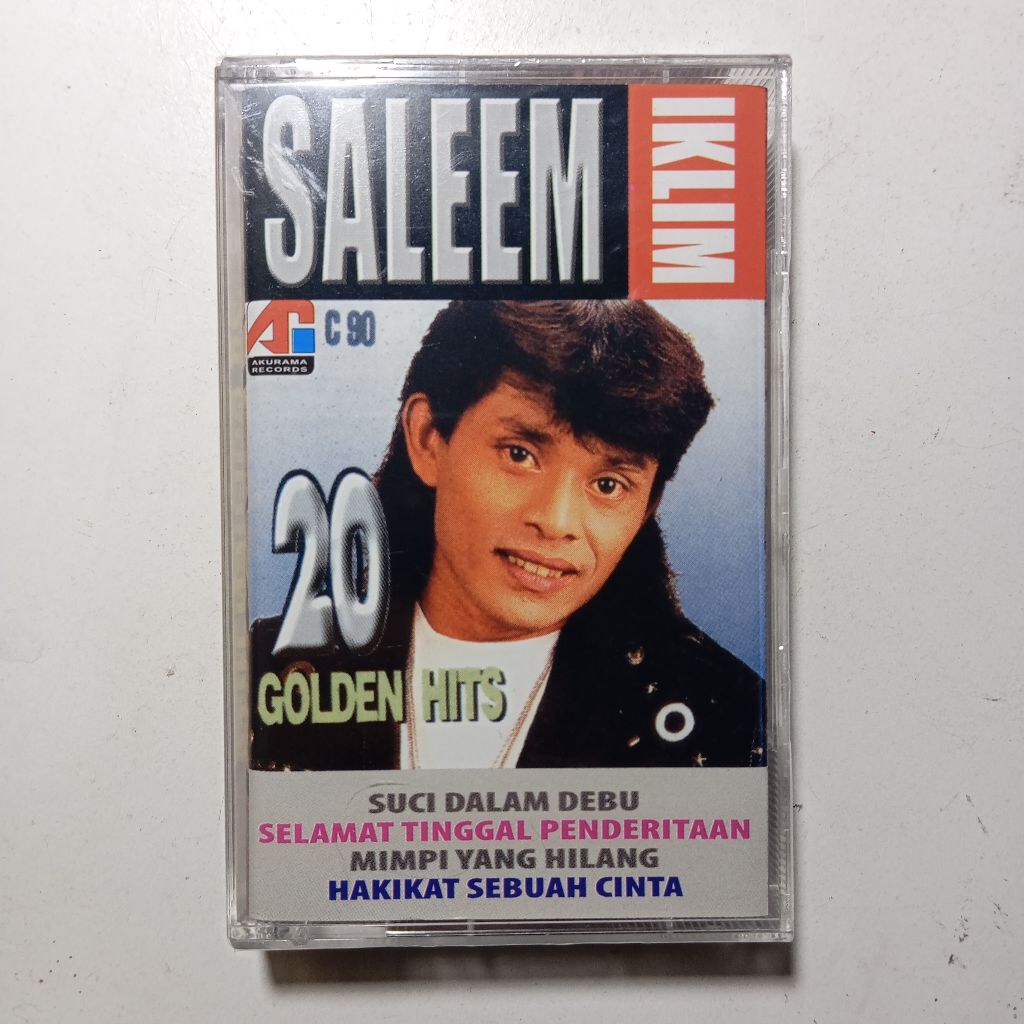 SALEEM
IKLIM
AKURAMA
RECORDS
C 90
20
GOLDEN HITS
SUCI DALAM DEBU
SELAMAT TINGGAL PENDERITAAN
MIMPI YANG HILANG
HAKIKAT SEBUAH CINTA